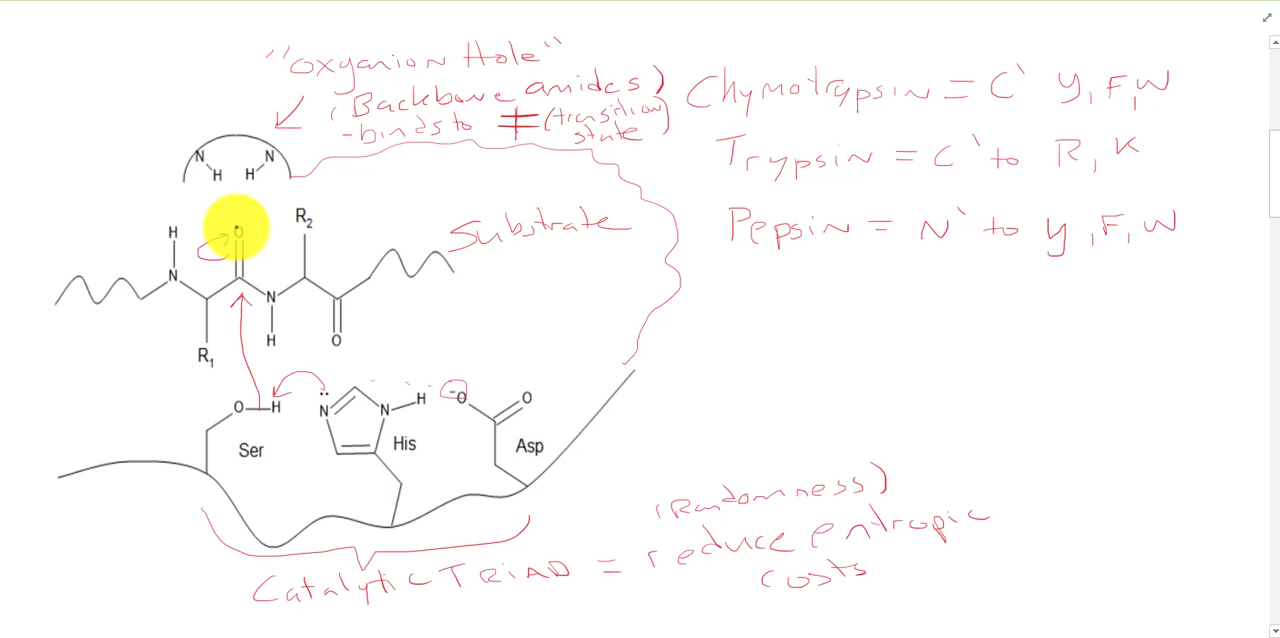 "Oxyanion Hole"
(Backbone amides)
-binds to ‡ (transition
state)
Chymotrypsin = C' Y, F, W
Trypsin = C' to R, K
Pepsin = N' to Y, F, W
N
H
H
N
O
R2
Substrate
H
N
N
H
R1
O
O
H
Ser
N
N
H
His
-O
O
Asp
(Randomness)
Catalytic TRIAD = reduce entropic
costs